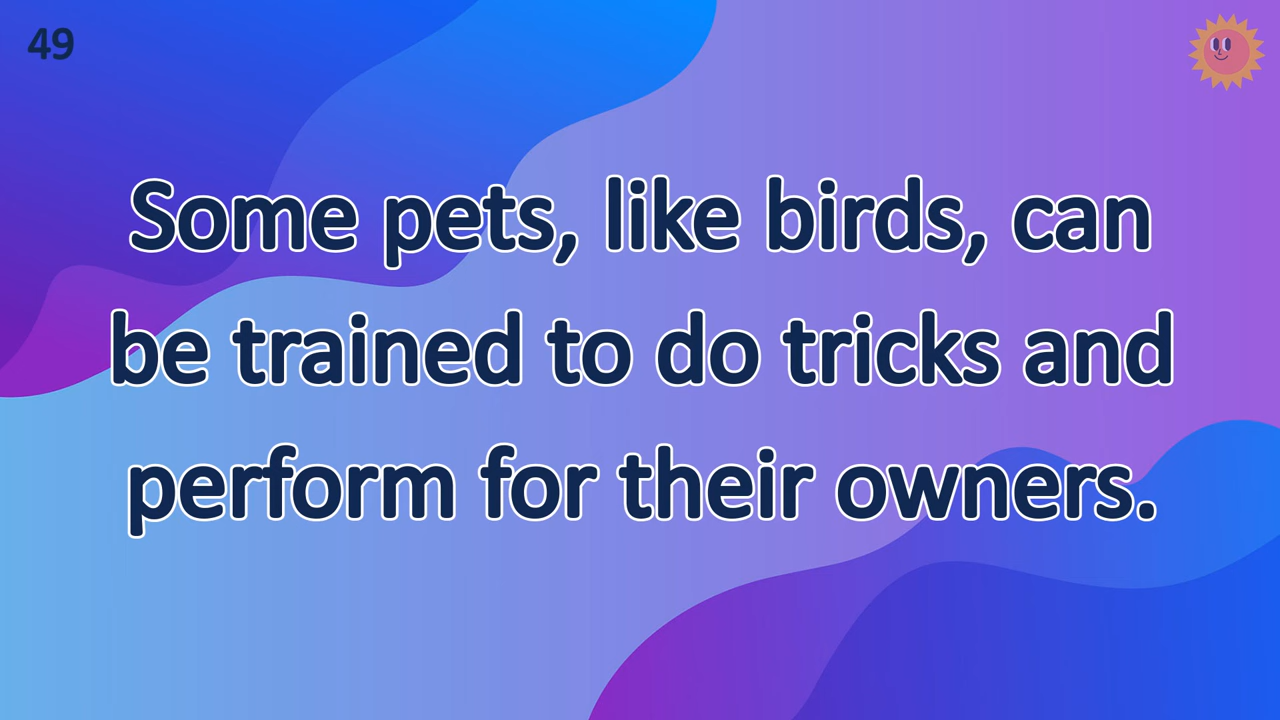 49
Some pets, like birds, can
be trained to do tricks and
perform for their owners.